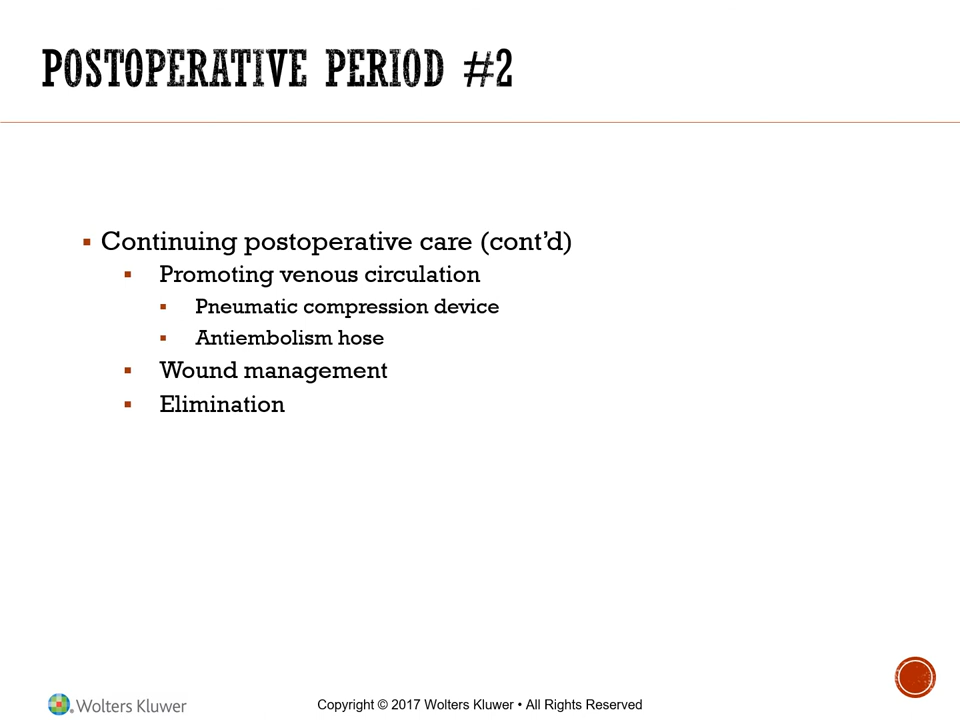 POSTOPERATIVE PERIOD #2
▪ Continuing postoperative care (cont’d)
▪ Promoting venous circulation
▪ Pneumatic compression device
▪ Antiembolism hose
▪ Wound management
▪ Elimination
Wolters Kluwer
Copyright © 2017 Wolters Kluwer • All Rights Reserved